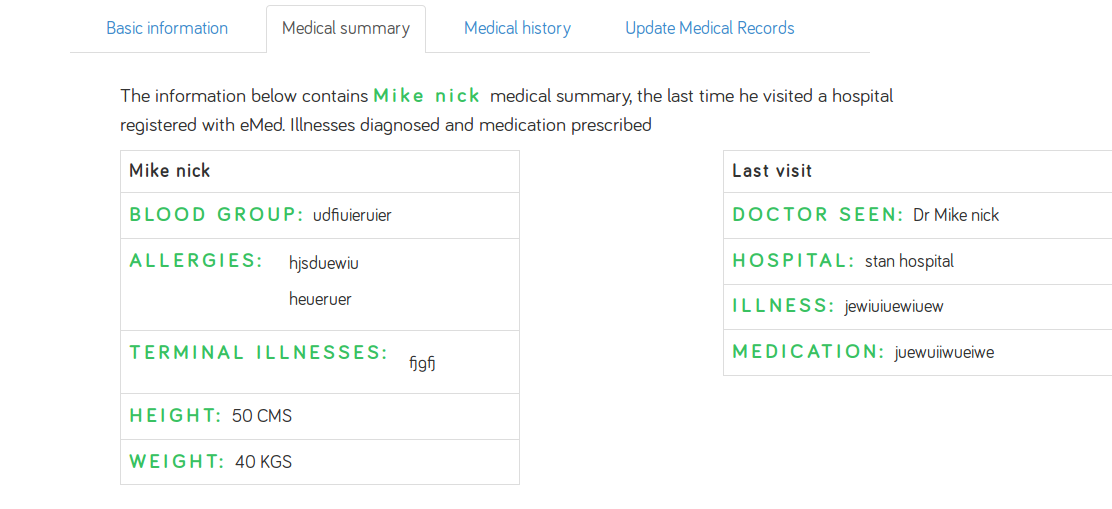 Basic information
Medical summary
Medical history
Update Medical Records
The information below contains Mike nick medical summary, the last time he visited a hospital
registered with eMed. Illnesses diagnosed and medication prescribed
Mike nick
BLOOD GROUP: udfiuieruier
ALLERGIES: hjsduewiu
heueruer
TERMINAL ILLNESSES: fjgfj
HEIGHT: 50 CMS
WEIGHT: 40 KGS
Last visit
DOCTOR SEEN: Dr Mike nick
HOSPITAL: stan hospital
ILLNESS: jewiuiuewiuew
MEDICATION: juewuiiwueiwe